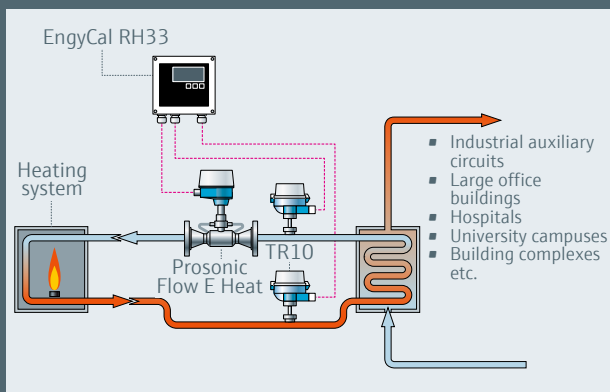 EngyCal RH33
Heating
system
Prosonic
Flow E Heat
TR10
▪ Industrial auxiliary
circuits
▪ Large office
buildings
▪ Hospitals
▪ University campuses
▪ Building complexes
etc.